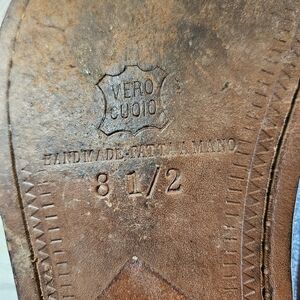 VERO
CUOIO
HANDMADE-FATTA A MANO
8 1/2